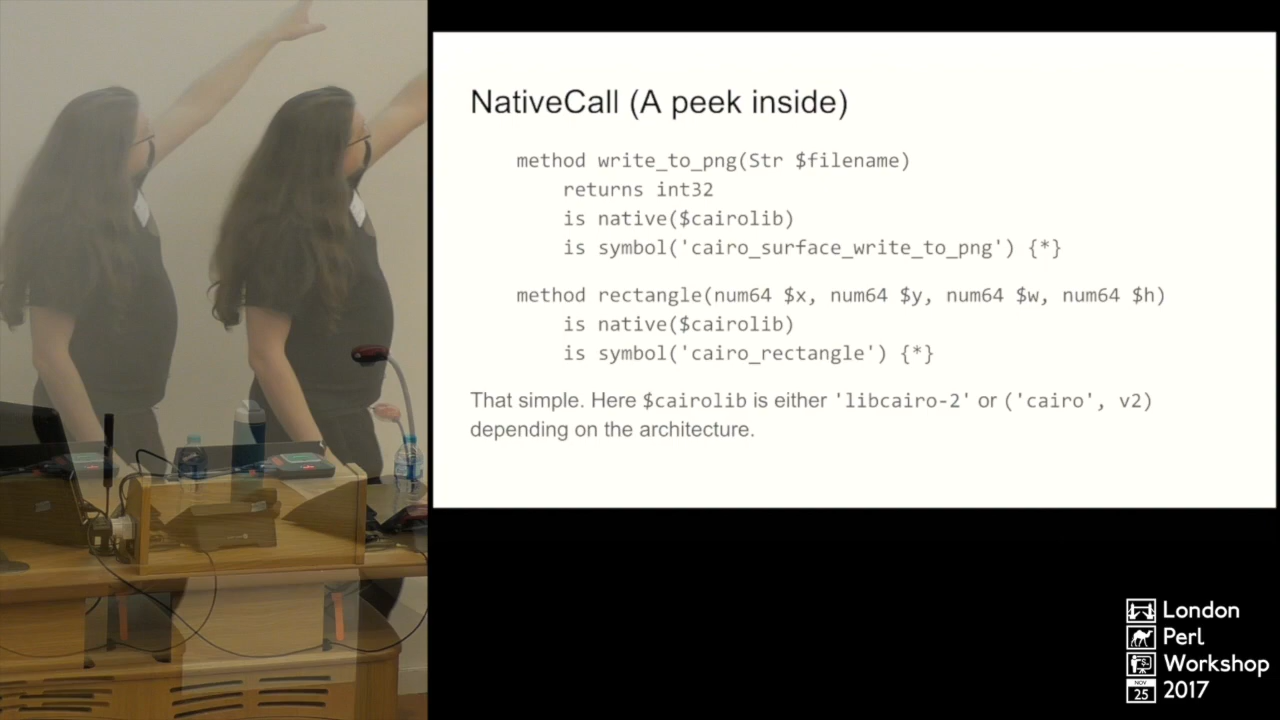 NativeCall (A peek inside)
method write_to_png(Str $filename)
returns int32
is native($cairolib)
is symbol('cairo_surface_write_to_png') {*}
method rectangle(num64 $x, num64 $y, num64 $w, num64 $h)
is native($cairolib)
is symbol('cairo_rectangle') {*}
That simple. Here $cairolib is either 'libcairo-2' or ('cairo', v2)
depending on the architecture.
London
Perl
Workshop
NOV
25 2017